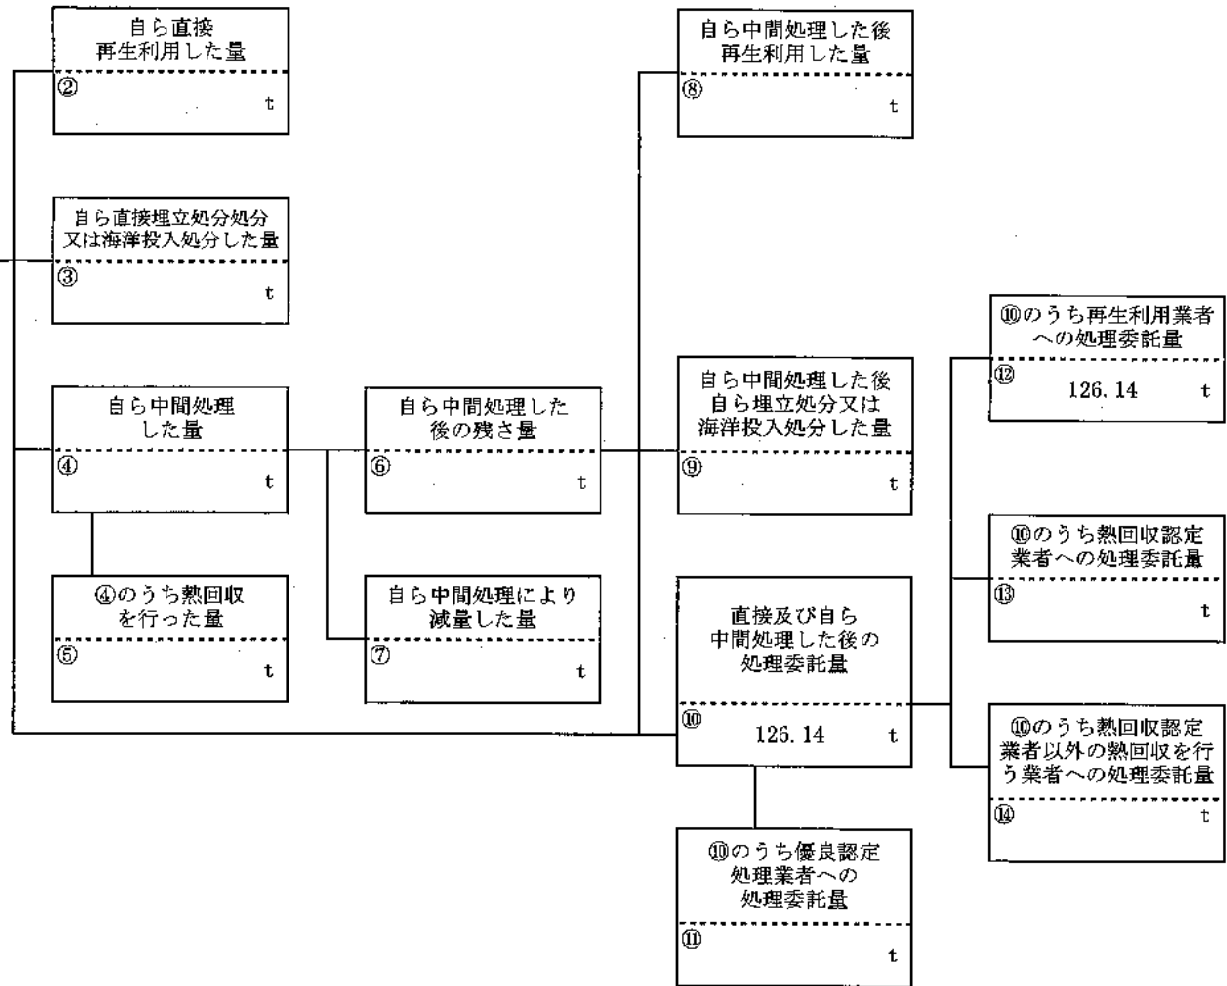 自ら直接
再生利用した量
②
t
自ら直接埋立処分処分
又は海洋投入処分した量
③
t
自ら中間処理
した量
④
t
④のうち熱回収
を行った量
⑤
t
自ら中間処理した
後の残さ量
⑥
t
自ら中間処理により
減量した量
⑦
t
自ら中間処理した後
再生利用した量
⑧
t
自ら中間処理した後
自ら埋立処分又は
海洋投入処分した量
⑨
t
直接及び自ら
中間処理した後の
処理委託量
⑩
126.14 t
⑩のうち優良認定
処理業者への
処理委託量
⑪
t
⑩のうち再生利用業者
への処理委託量
⑫
126.14 t
⑩のうち熱回収認定
業者への処理委託量
⑬
t
⑩のうち熱回収認定
業者以外の熱回収を行
う業者への処理委託量
⑭
t